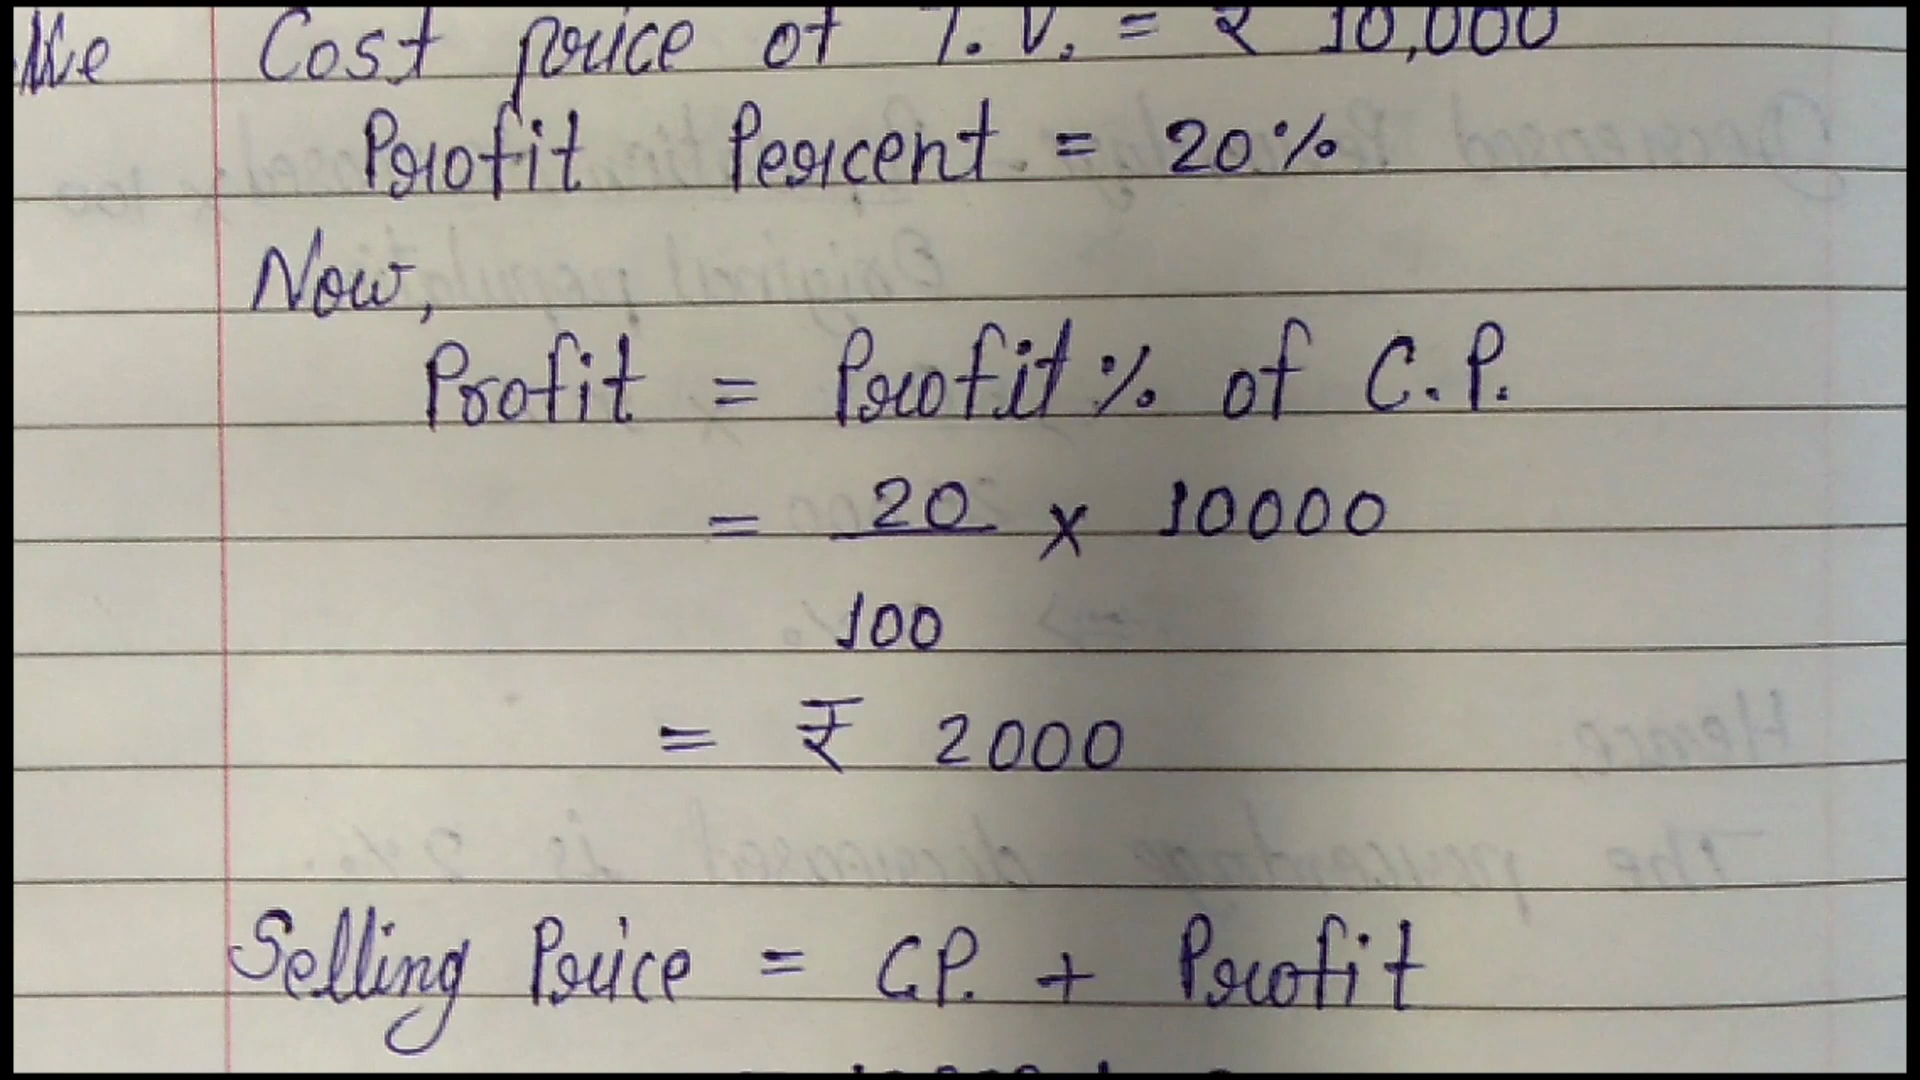 We Cost price of T.V. = ₹ 10,000
Profit Percent = 20%
Now,
Profit = Profit % of C.P.
= 20 × 10000
100
= ₹ 2000
Selling Price = C.P. + Profit